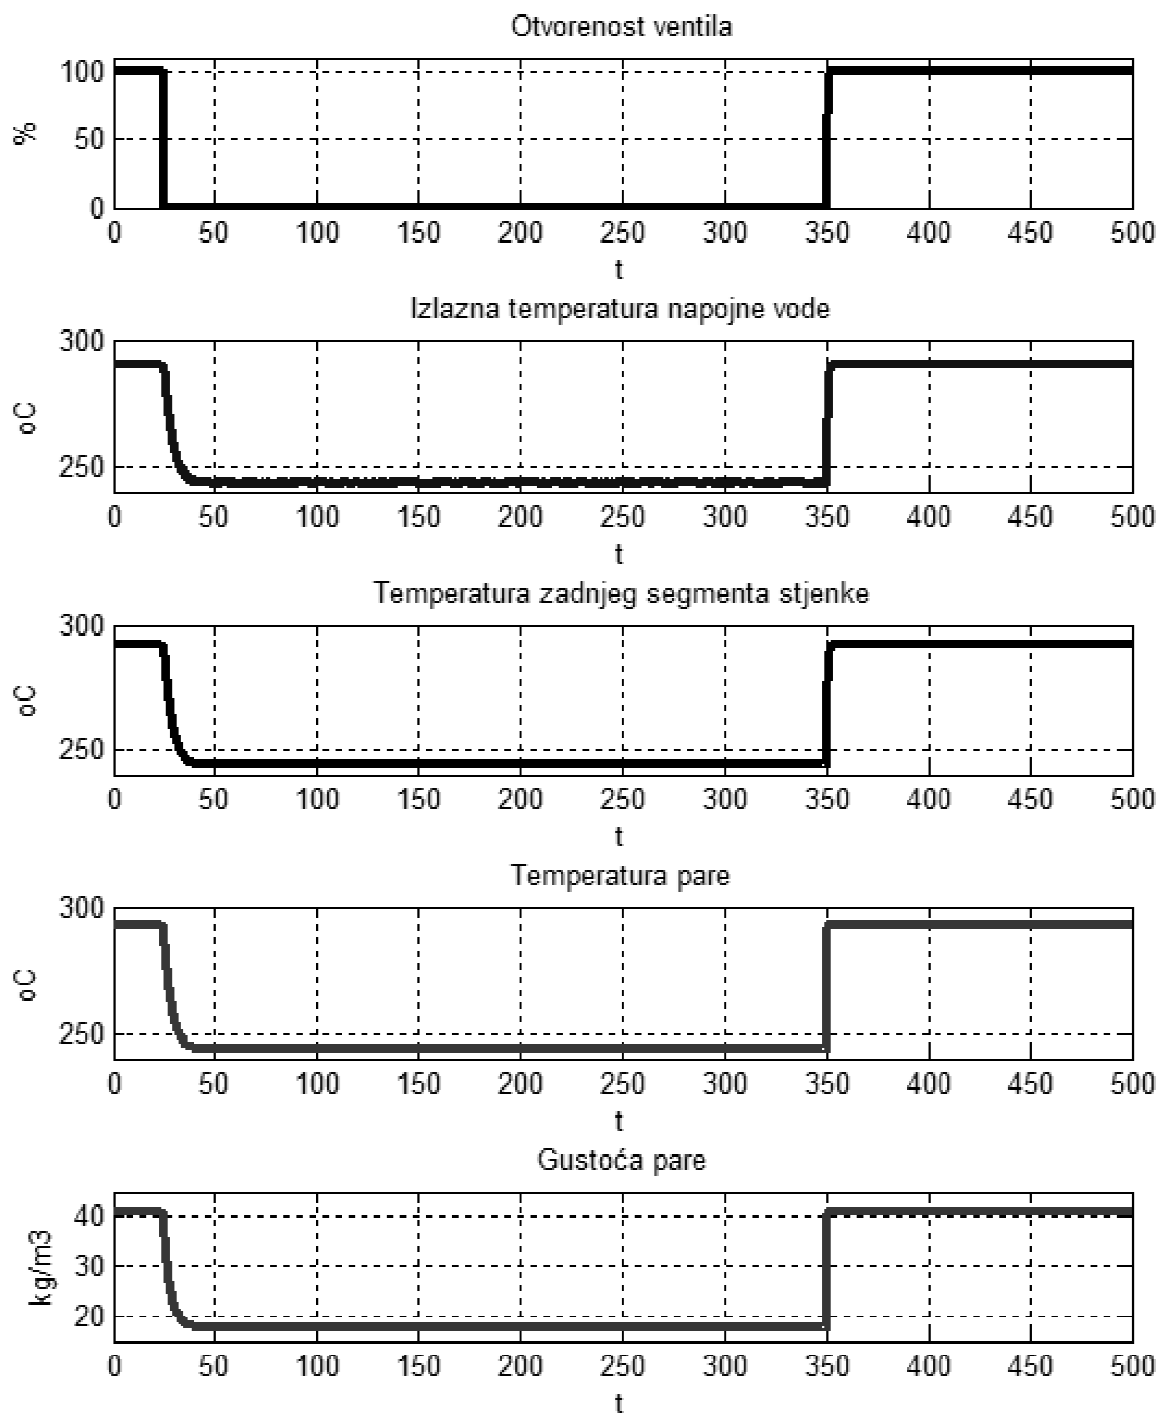 Otvorenost ventila
100
50
0
%
0 50 100 150 200 250 300 350 400 450 500
t
Izlazna temperatura napojne vode
300
250
oC
0 50 100 150 200 250 300 350 400 450 500
t
Temperatura zadnjeg segmenta stjenke
300
250
oC
0 50 100 150 200 250 300 350 400 450 500
t
Temperatura pare
300
250
oC
0 50 100 150 200 250 300 350 400 450 500
t
Gustoća pare
40
30
20
kg/m3
0 50 100 150 200 250 300 350 400 450 500
t